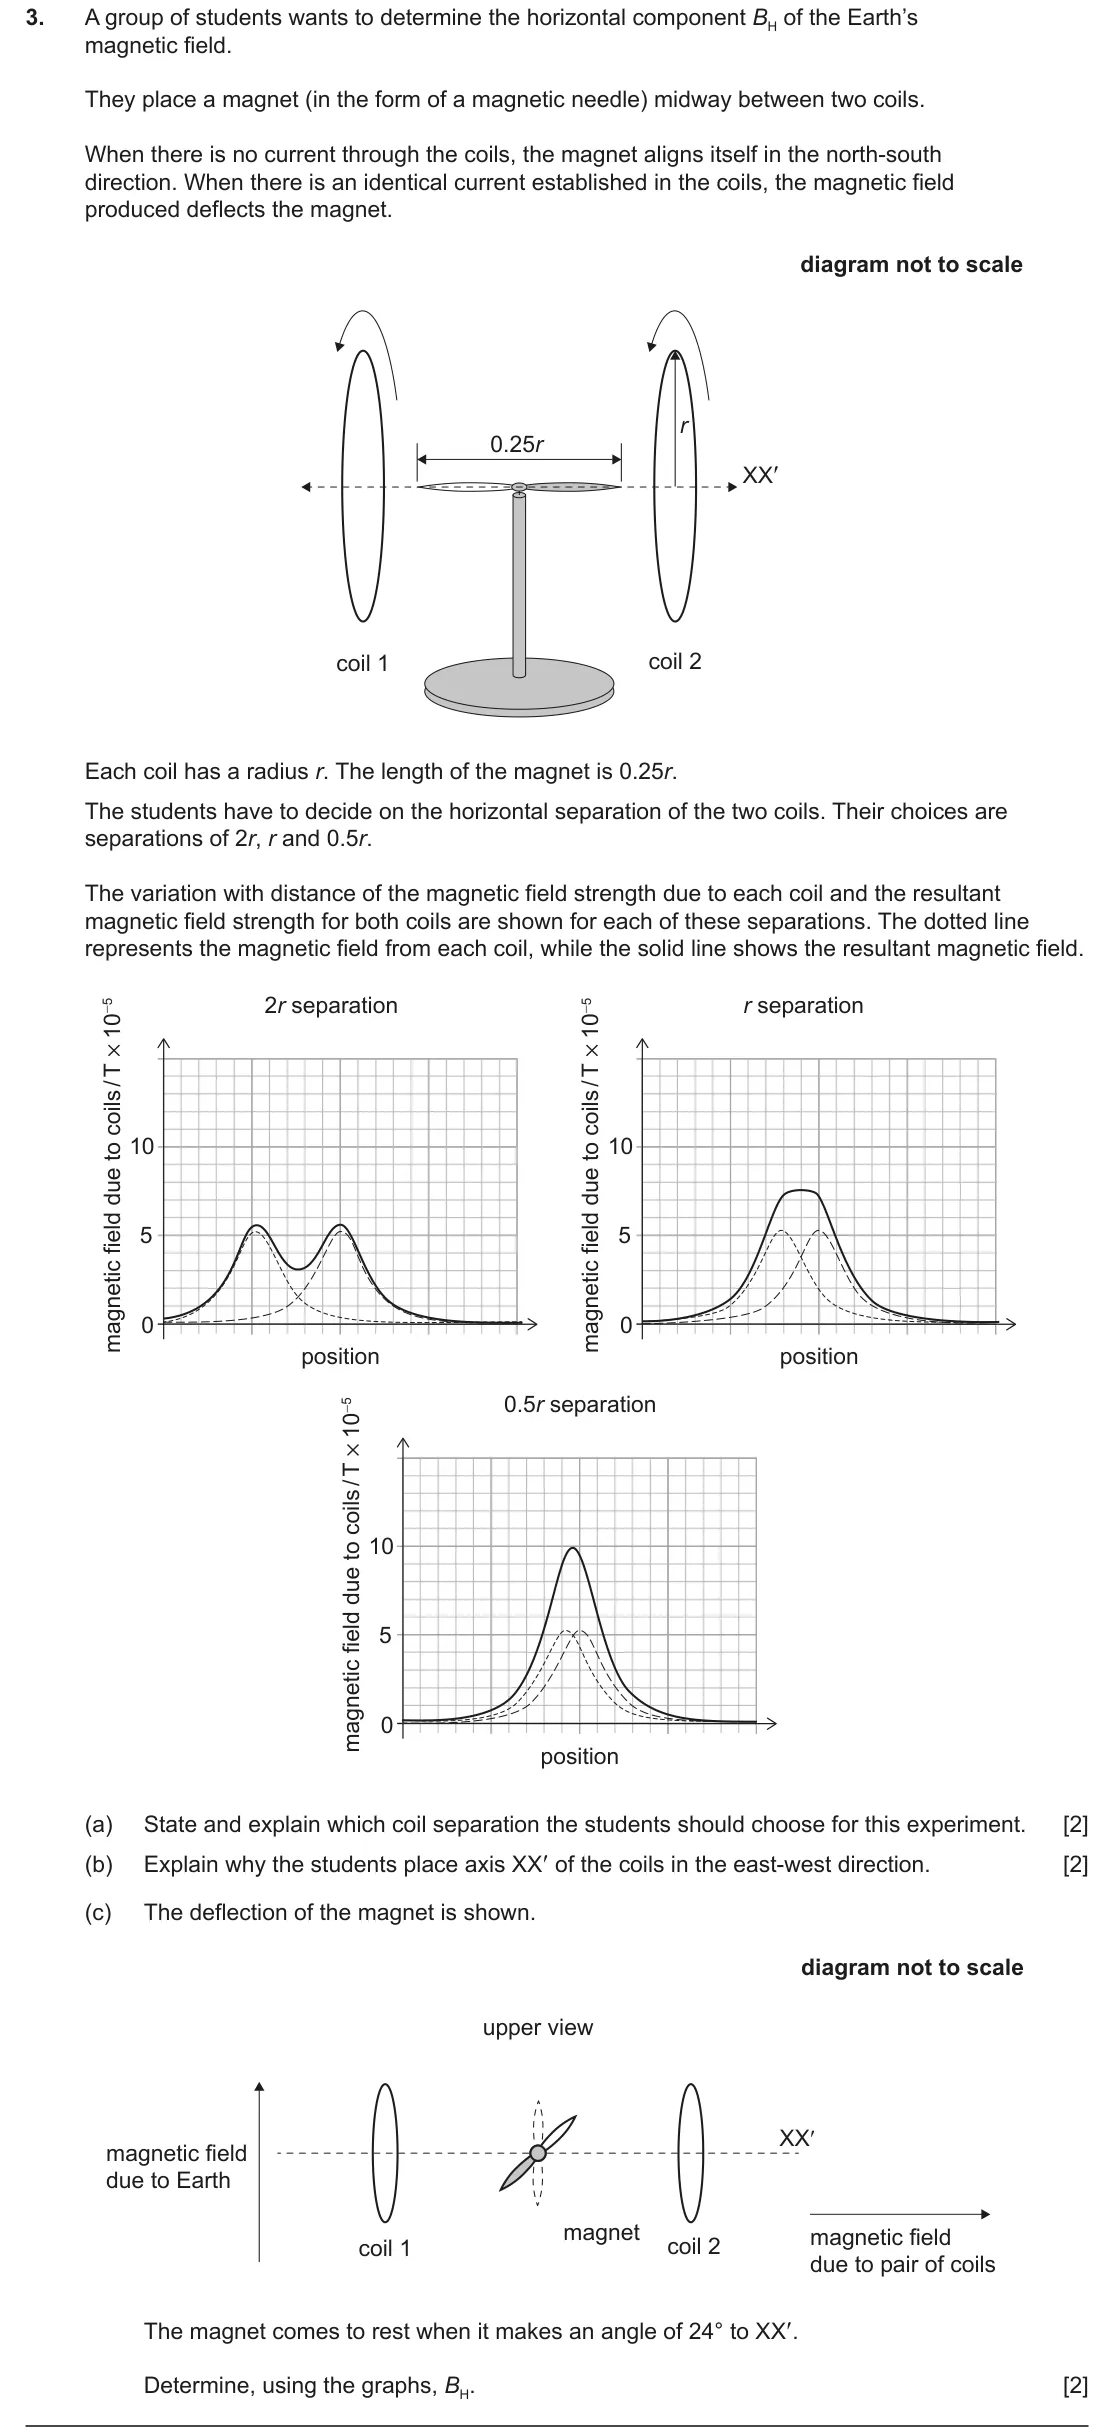 3. A group of students wants to determine the horizontal component BH of the Earth’s
magnetic field.
They place a magnet (in the form of a magnetic needle) midway between two coils.
When there is no current through the coils, the magnet aligns itself in the north-south
direction. When there is an identical current established in the coils, the magnetic field
produced deflects the magnet.
diagram not to scale
r
0.25r
XX′
coil 1
coil 2
Each coil has a radius r. The length of the magnet is 0.25r.
The students have to decide on the horizontal separation of the two coils. Their choices are
separations of 2r, r and 0.5r.
The variation with distance of the magnetic field strength due to each coil and the resultant
magnetic field strength for both coils are shown for each of these separations. The dotted line
represents the magnetic field from each coil, while the solid line shows the resultant magnetic field.
2r separation
magnetic field due to coils / T × 10⁻⁵
10
5
0
position
r separation
magnetic field due to coils / T × 10⁻⁵
10
5
0
position
0.5r separation
magnetic field due to coils / T × 10⁻⁵
10
5
0
position
(a) State and explain which coil separation the students should choose for this experiment. [2]
(b) Explain why the students place axis XX′ of the coils in the east-west direction. [2]
(c) The deflection of the magnet is shown.
diagram not to scale
upper view
magnetic field
due to Earth
XX′
coil 1
magnet
coil 2
magnetic field
due to pair of coils
The magnet comes to rest when it makes an angle of 24° to XX′.
Determine, using the graphs, BH. [2]